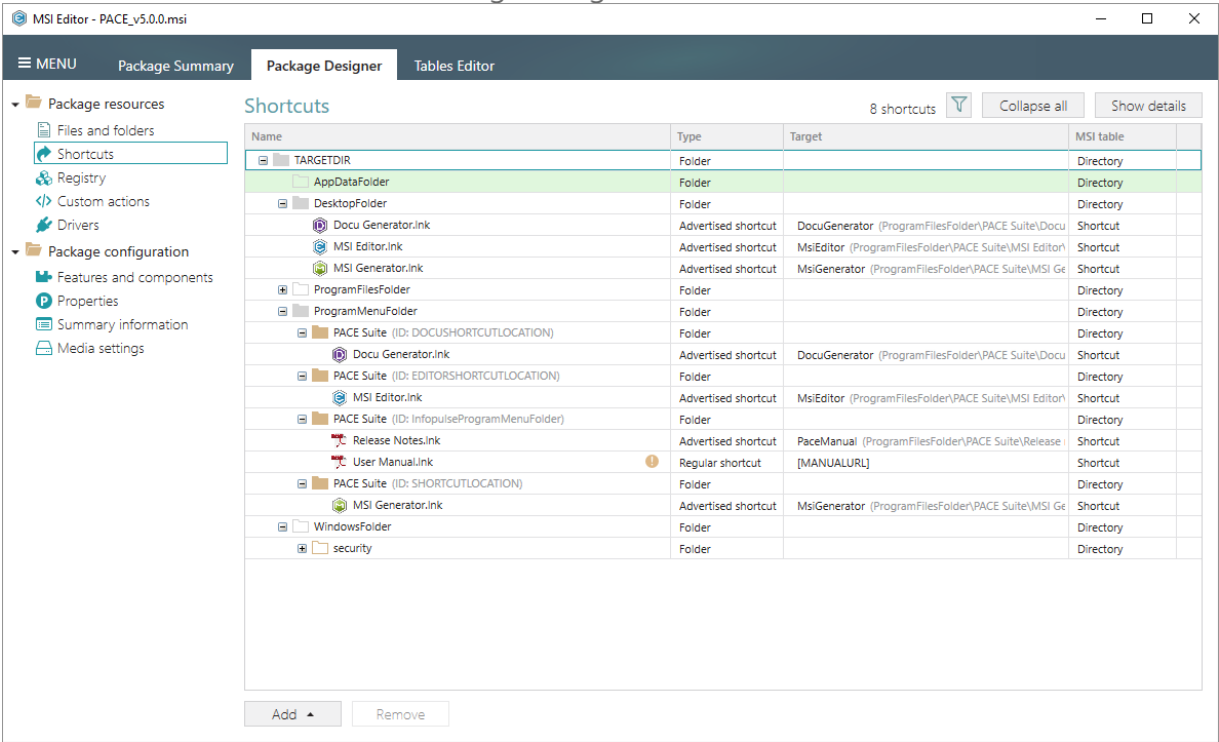 MSI Editor - PACE_v5.0.0.msi
MENU Package Summary Package Designer Tables Editor
Package resources
Files and folders
Shortcuts
Registry
Custom actions
Drivers
Package configuration
Features and components
Properties
Summary information
Media settings
Shortcuts 8 shortcuts Collapse all Show details
Name Type Target MSI table
TARGETDIR Folder Directory
AppDataFolder Folder Directory
DesktopFolder Folder Directory
Docu Generator.lnk Advertised shortcut DocuGenerator (ProgramFilesFolder\PACE Suite\Docu Shortcut
MSI Editor.lnk Advertised shortcut MsiEditor (ProgramFilesFolder\PACE Suite\MSI Editor\ Shortcut
MSI Generator.lnk Advertised shortcut MsiGenerator (ProgramFilesFolder\PACE Suite\MSI Ge Shortcut
ProgramFilesFolder Folder Directory
ProgramMenuFolder Folder Directory
PACE Suite (ID: DOCUSHORTCUTLOCATION) Folder Directory
Docu Generator.lnk Advertised shortcut DocuGenerator (ProgramFilesFolder\PACE Suite\Docu Shortcut
PACE Suite (ID: EDITORSHORTCUTLOCATION) Folder Directory
MSI Editor.lnk Advertised shortcut MsiEditor (ProgramFilesFolder\PACE Suite\MSI Editor\ Shortcut
PACE Suite (ID: InfopulseProgramMenuFolder) Folder Directory
Release Notes.lnk Advertised shortcut PaceManual (ProgramFilesFolder\PACE Suite\Release Shortcut
User Manual.lnk Regular shortcut [MANUALURL] Shortcut
PACE Suite (ID: SHORTCUTLOCATION) Folder Directory
MSI Generator.lnk Advertised shortcut MsiGenerator (ProgramFilesFolder\PACE Suite\MSI Ge Shortcut
WindowsFolder Folder Directory
security Folder Directory
Add Remove